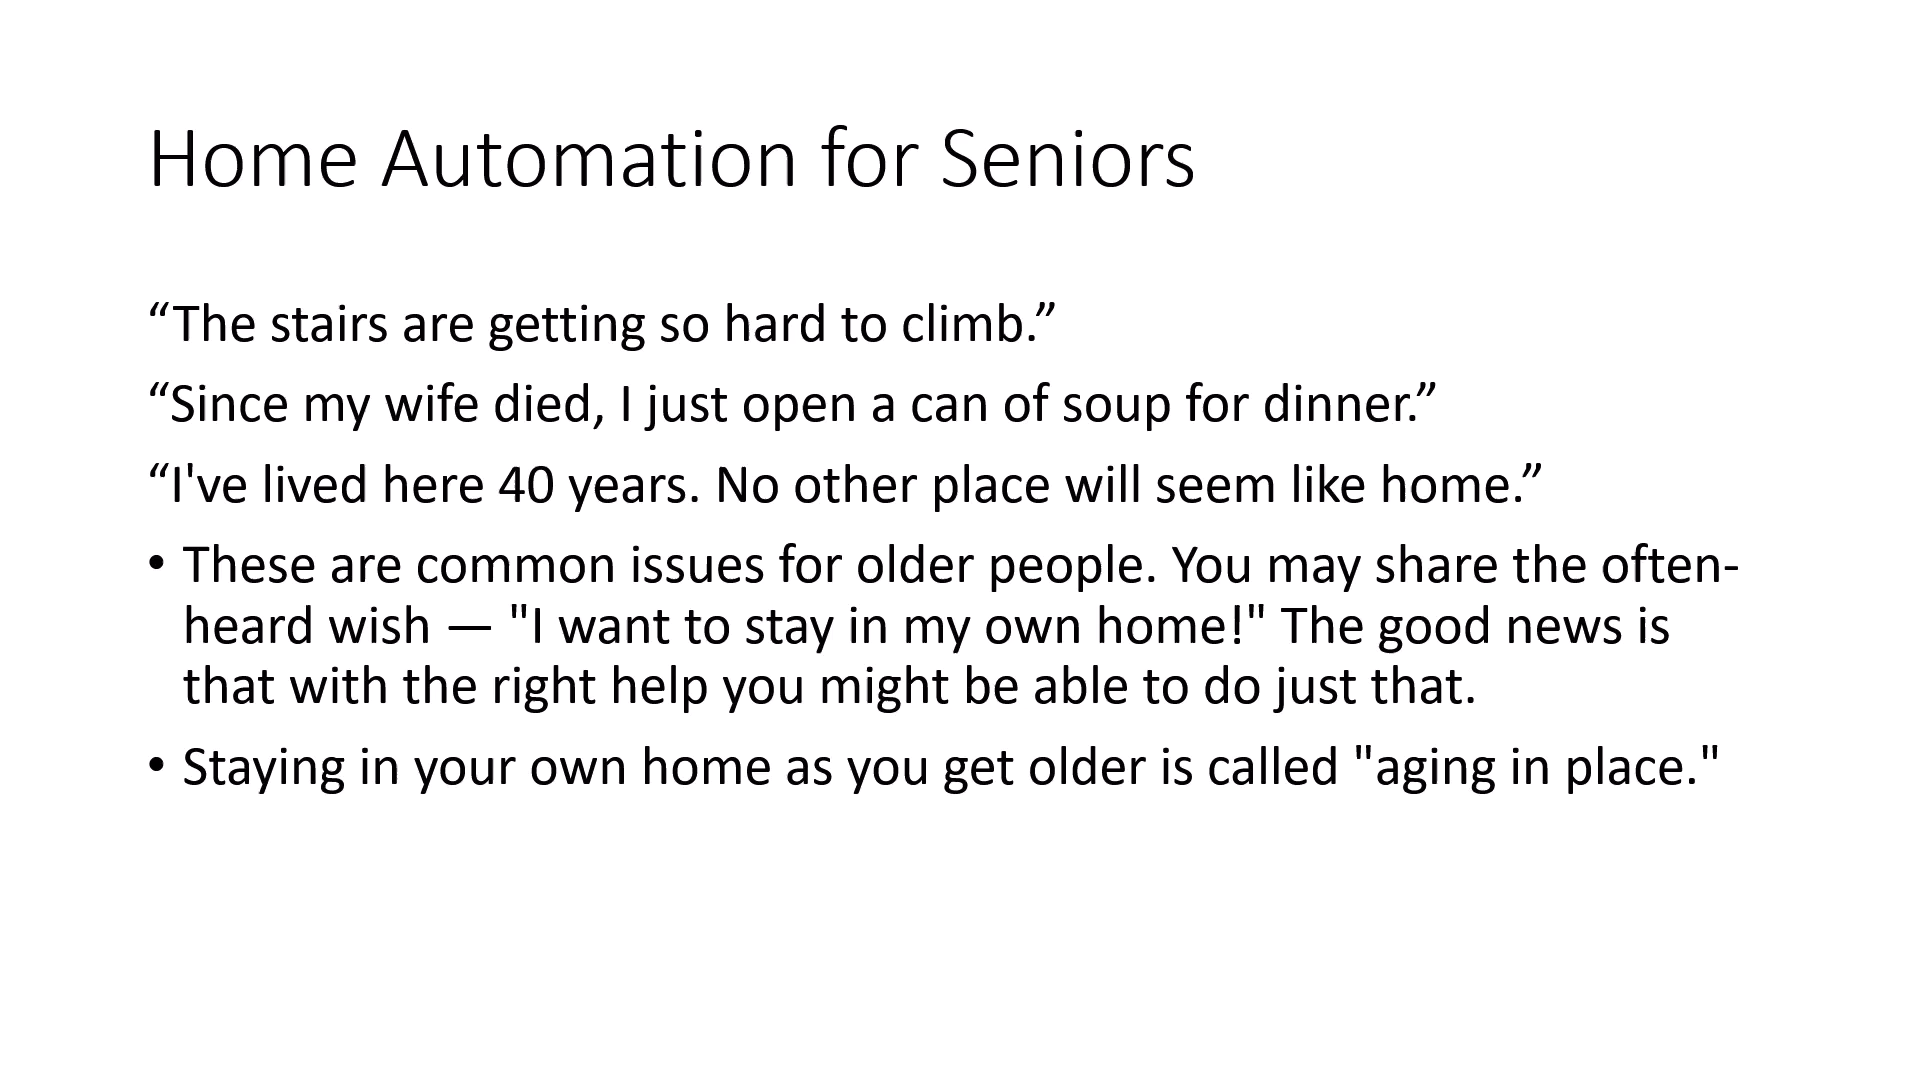 Home Automation for Seniors
“The stairs are getting so hard to climb.”
“Since my wife died, I just open a can of soup for dinner.”
“I've lived here 40 years. No other place will seem like home.”
• These are common issues for older people. You may share the often-
heard wish — "I want to stay in my own home!" The good news is
that with the right help you might be able to do just that.
• Staying in your own home as you get older is called "aging in place."